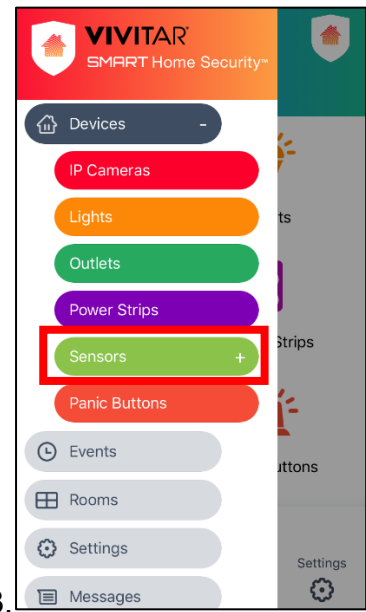 VIVITAR
SMART Home Security™
Devices -
IP Cameras
Lights
ts
Outlets
Power Strips
Strips
Sensors +
Panic Buttons
Events
uttons
Rooms
Settings
Settings
Messages